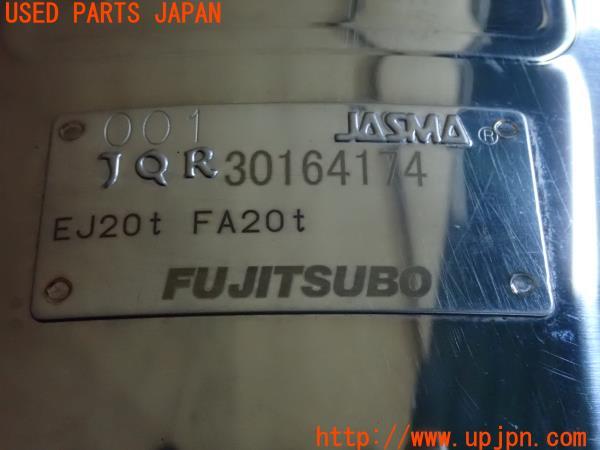 USED PARTS JAPAN
001 JASMA®
JQR30164174
EJ20t FA20t
FUJITSUBO
http://www.upjpn.com/